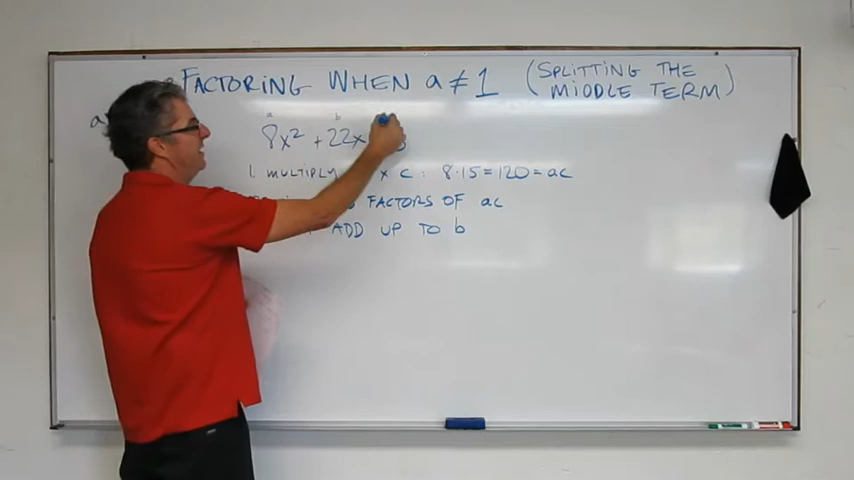 FACTORING WHEN a ≠ 1 (SPLITTING THE MIDDLE TERM)
a b
8x² + 22x
1. MULTIPLY x c : 8·15 = 120 = ac
FACTORS OF ac
ADD UP TO b